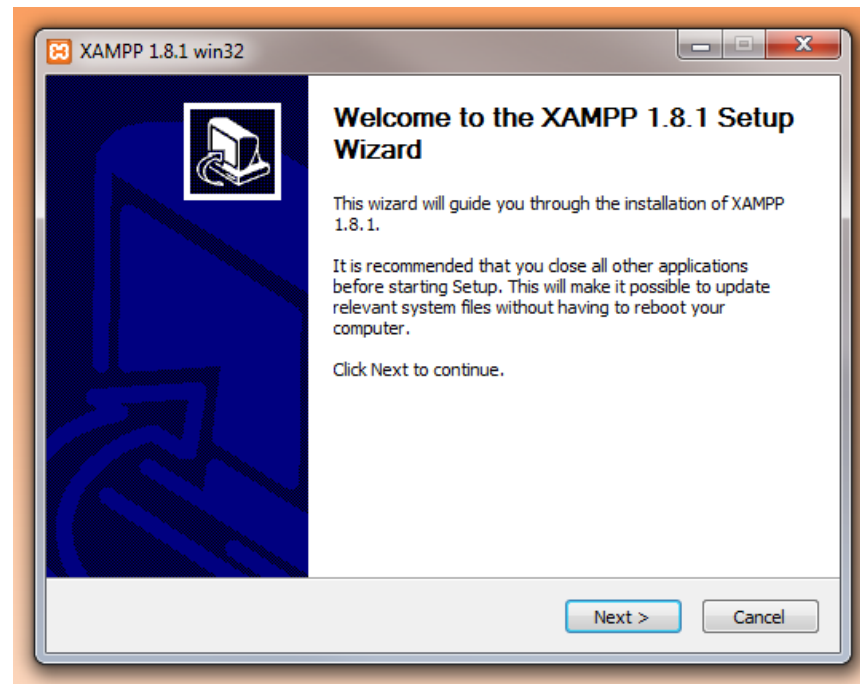 XAMPP 1.8.1 win32
Welcome to the XAMPP 1.8.1 Setup
Wizard
This wizard will guide you through the installation of XAMPP
1.8.1.
It is recommended that you close all other applications
before starting Setup. This will make it possible to update
relevant system files without having to reboot your
computer.
Click Next to continue.
Next >
Cancel